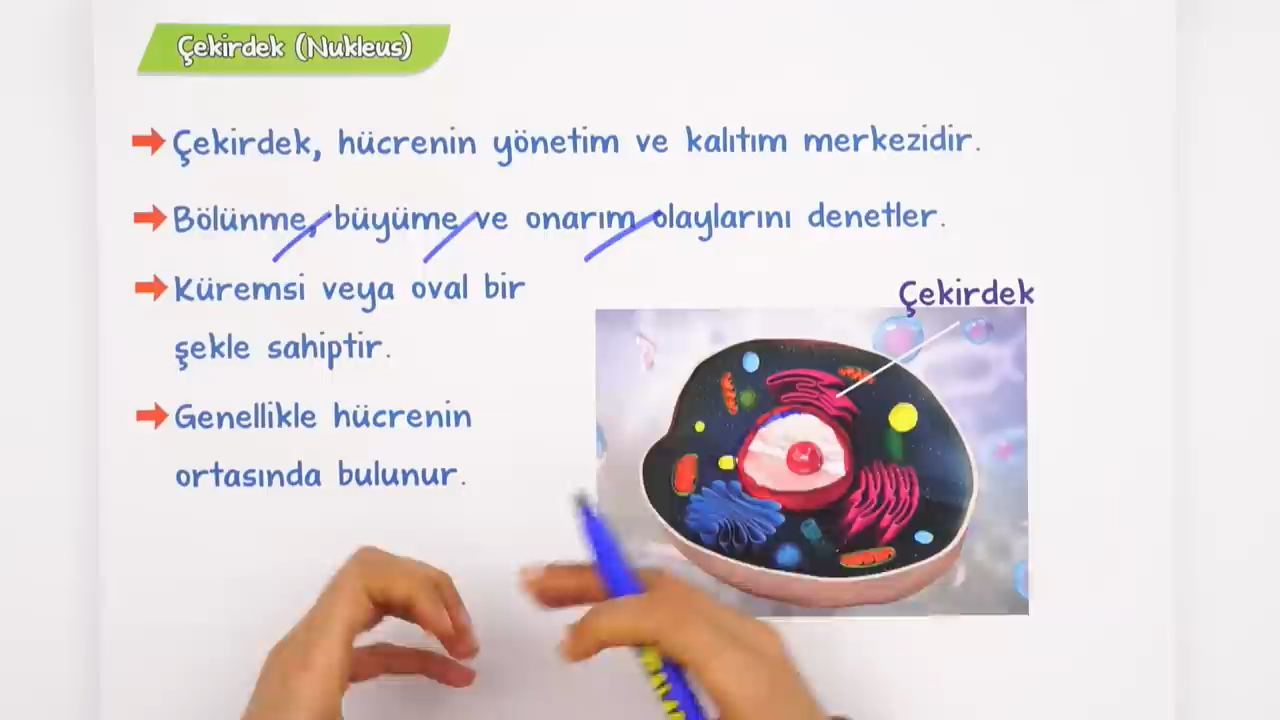 Çekirdek (Nukleus)
Çekirdek, hücrenin yönetim ve kalıtım merkezidir.
Bölünme, büyüme ve onarım olaylarını denetler.
Küremsi veya oval bir
şekle sahiptir.
Çekirdek
Genellikle hücrenin
ortasında bulunur.